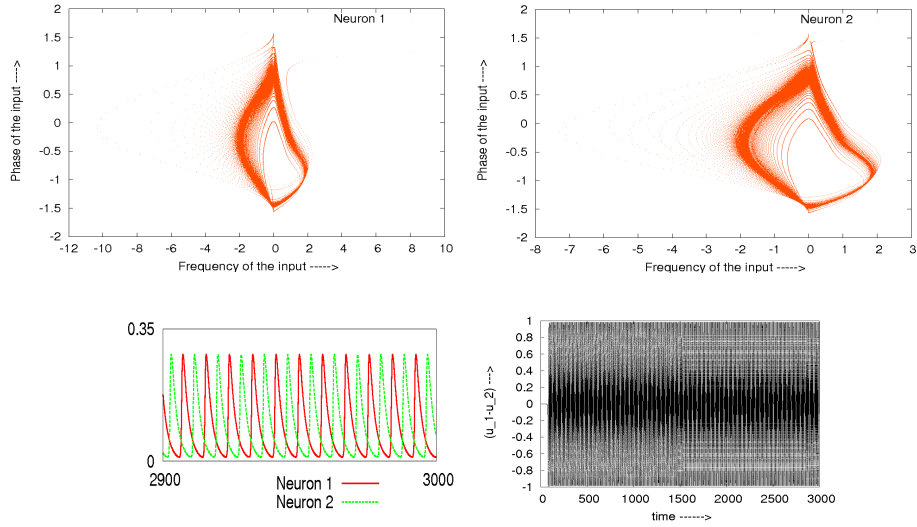 Neuron 1
2
1.5
1
0.5
0
-0.5
-1
-1.5
-2
Phase of the input ---->
-12 -10 -8 -6 -4 -2 0 2 4 6 8 10
Frequency of the input ----->
Neuron 2
2
1.5
1
0.5
0
-0.5
-1
-1.5
-2
Phase of the input ---->
-8 -7 -6 -5 -4 -3 -2 -1 0 1 2 3
Frequency of the input ----->
0.35
0
2900 3000
Neuron 1
Neuron 2
1
0.8
0.6
0.4
0.2
0
-0.2
-0.4
-0.6
-0.8
-1
(u_1-u_2) --->
0 500 1000 1500 2000 2500 3000
time ------>